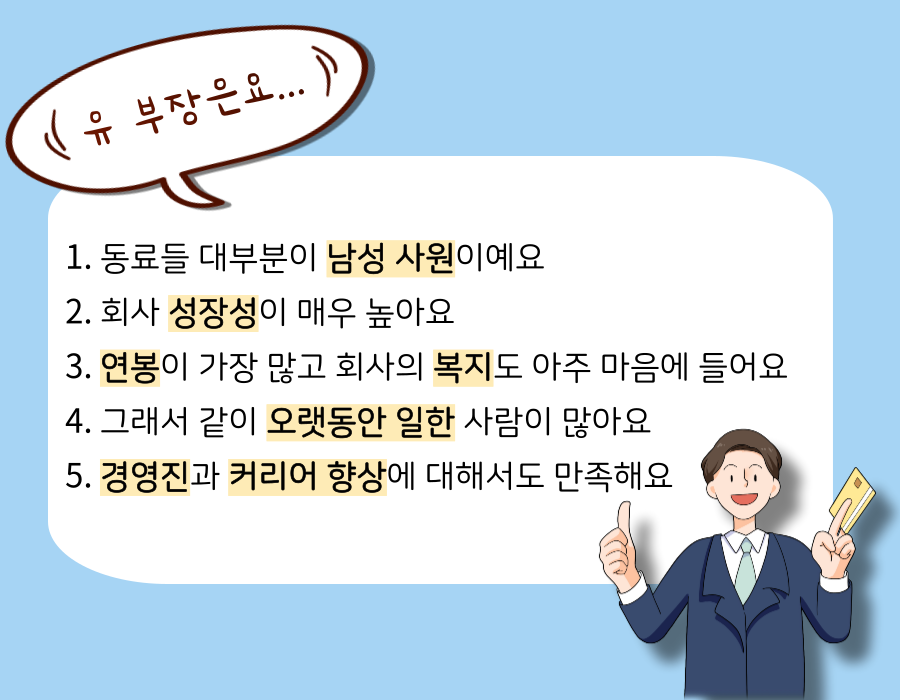 유 부장은요...
1. 동료들 대부분이 남성 사원이예요
2. 회사 성장성이 매우 높아요
3. 연봉이 가장 많고 회사의 복지도 아주 마음에 들어요
4. 그래서 같이 오랫동안 일한 사람이 많아요
5. 경영진과 커리어 향상에 대해서도 만족해요